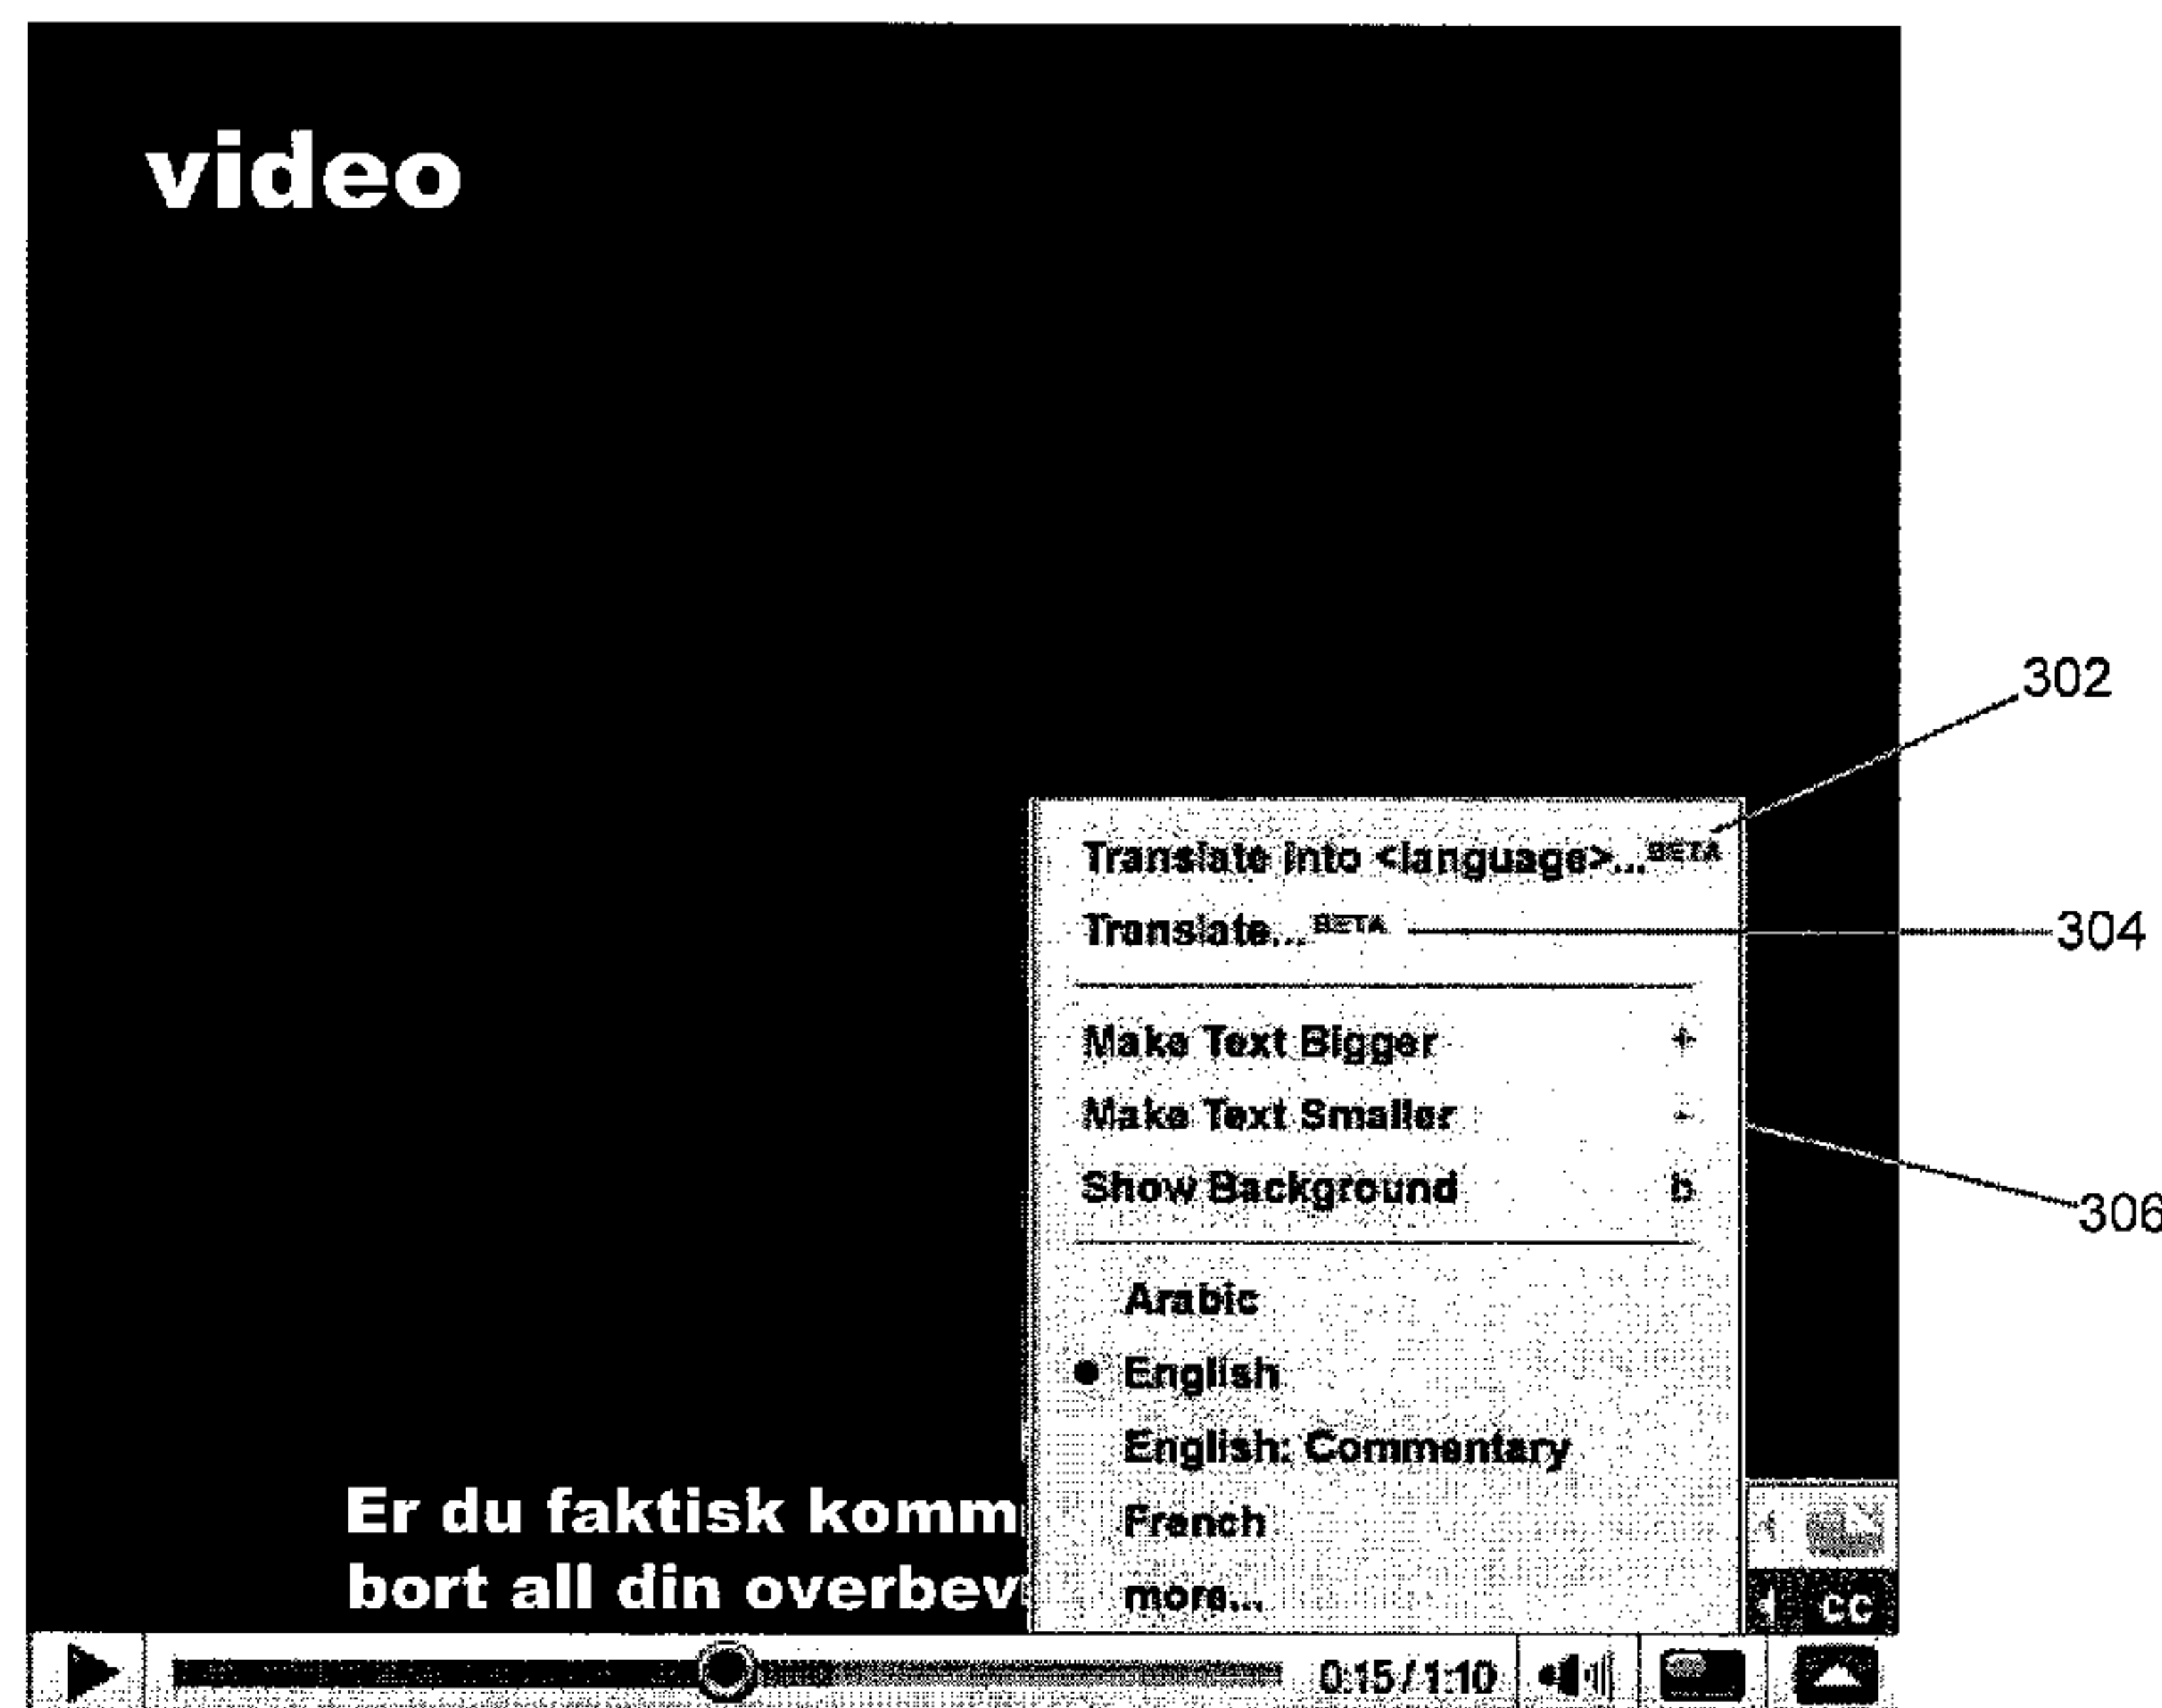 video
302
Translate into <language>... BETA
Translate... BETA
304
Make Text Bigger +
Make Text Smaller -
Show Background b
306
Arabic
English
English: Commentary
French
more...
Er du faktisk komm
bort all din overbev
CC
0:15 / 1:10